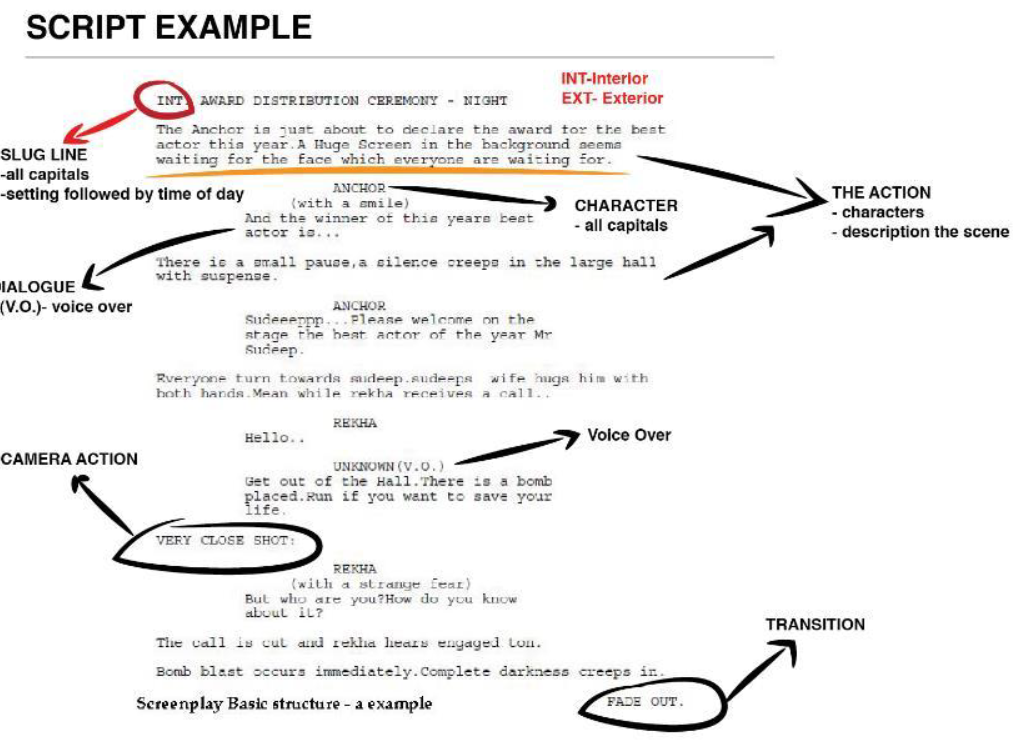 SCRIPT EXAMPLE
INT-Interior
EXT- Exterior
INT. AWARD DISTRIBUTION CEREMONY - NIGHT
The Anchor is just about to declare the award for the best
actor this year.A Huge Screen in the background seems
waiting for the face which everyone are waiting for.
SLUG LINE
-all capitals
-setting followed by time of day
THE ACTION
- characters
- description the scene
ANCHOR
(with a smile)
And the winner of this years best
actor is...
CHARACTER
- all capitals
There is a small pause,a silence creeps in the large hall
with suspense.
IALOGUE
(V.O.)- voice over
ANCHOR
Sudeeeppp...Please welcome on the
stage the best actor of the year Mr
Sudeep.
Everyone turn towards sudeep.sudeeps wife hugs him with
both hands.Mean while rekha receives a call..
REKHA
Hello..
Voice Over
UNKNOWN(V.O.)
Get out of the Hall.There is a bomb
placed.Run if you want to save your
life.
CAMERA ACTION
VERY CLOSE SHOT:
REKHA
(with a strange fear)
But who are you?How do you know
about it?
The call is cut and rekha hears engaged ton.
Bomb blast occurs immediately.Complete darkness creeps in.
TRANSITION
FADE OUT.
Screenplay Basic structure - a example